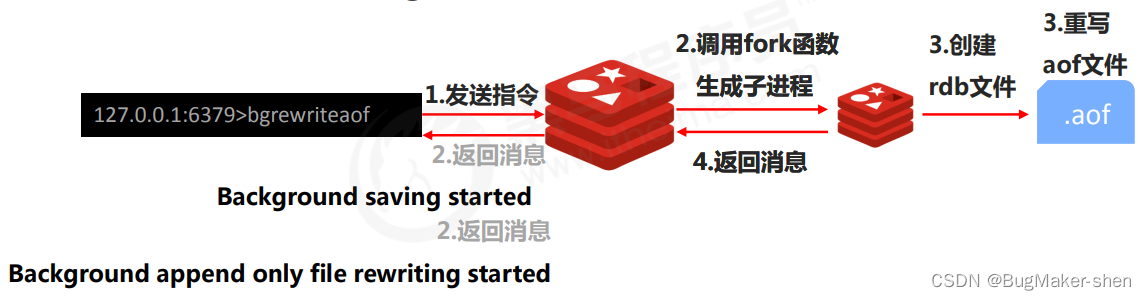 127.0.0.1:6379>bgrewriteaof
1.发送指令
2.返回消息
Background saving started
2.返回消息
Background append only file rewriting started
2.调用fork函数
生成子进程
4.返回消息
3.创建
rdb文件
3.重写
aof文件
.aof
CSDN @BugMaker-shen